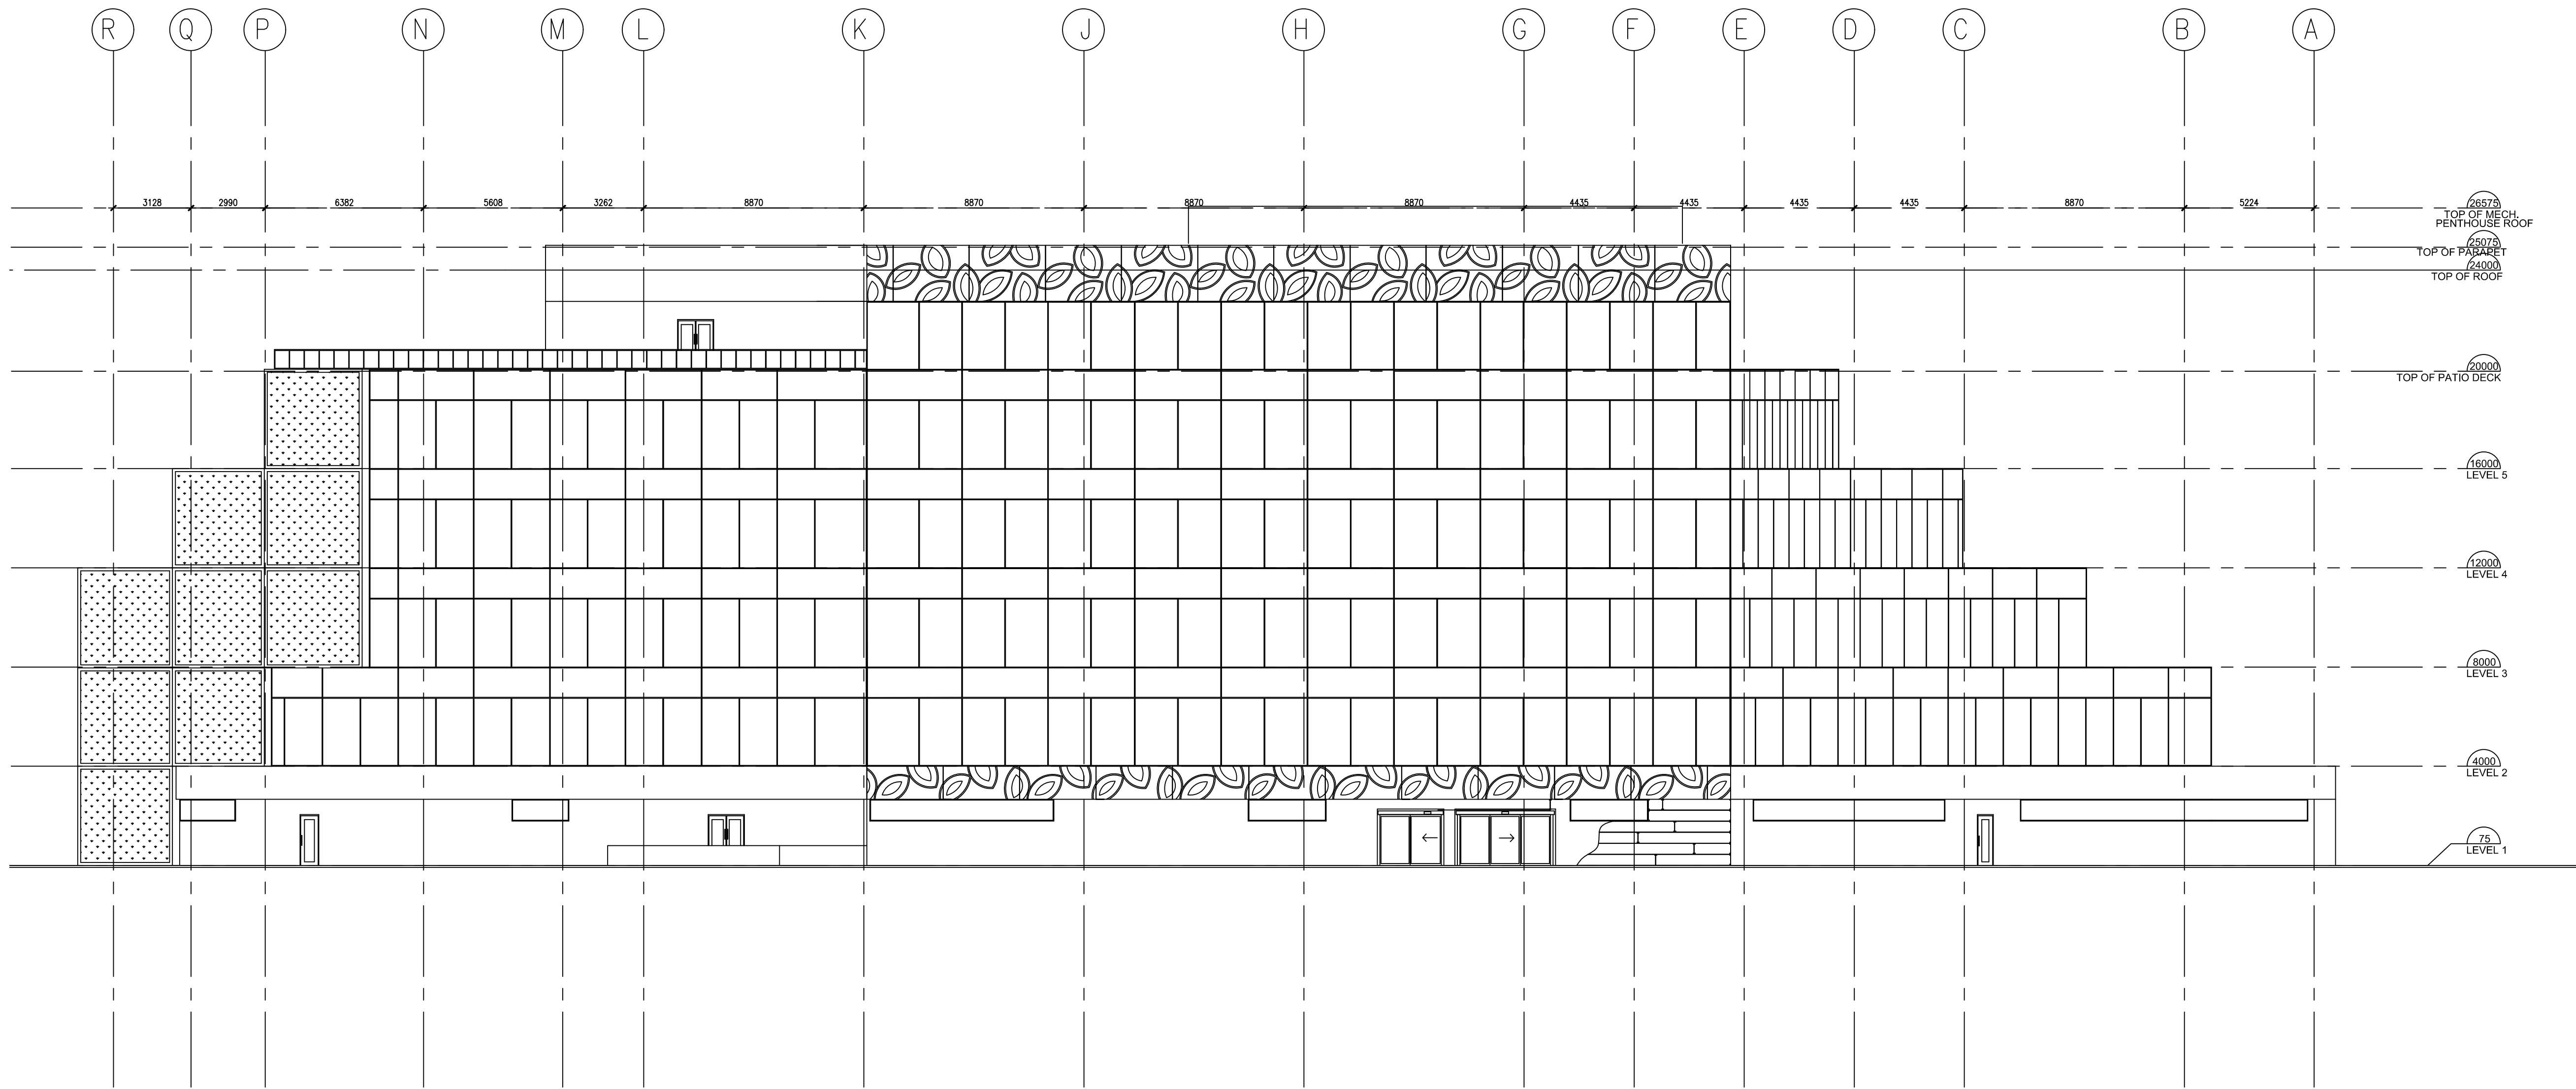 R Q P N M L K J H G F E D C B A
3128 2990 6382 5608 3262 8870 8870 8870 8870 4435 4435 4435 4435 8870 5224
26575
TOP OF MECH.
PENTHOUSE ROOF
25075
TOP OF PARAPET
24000
TOP OF ROOF
20000
TOP OF PATIO DECK
16000
LEVEL 5
12000
LEVEL 4
8000
LEVEL 3
4000
LEVEL 2
75
LEVEL 1